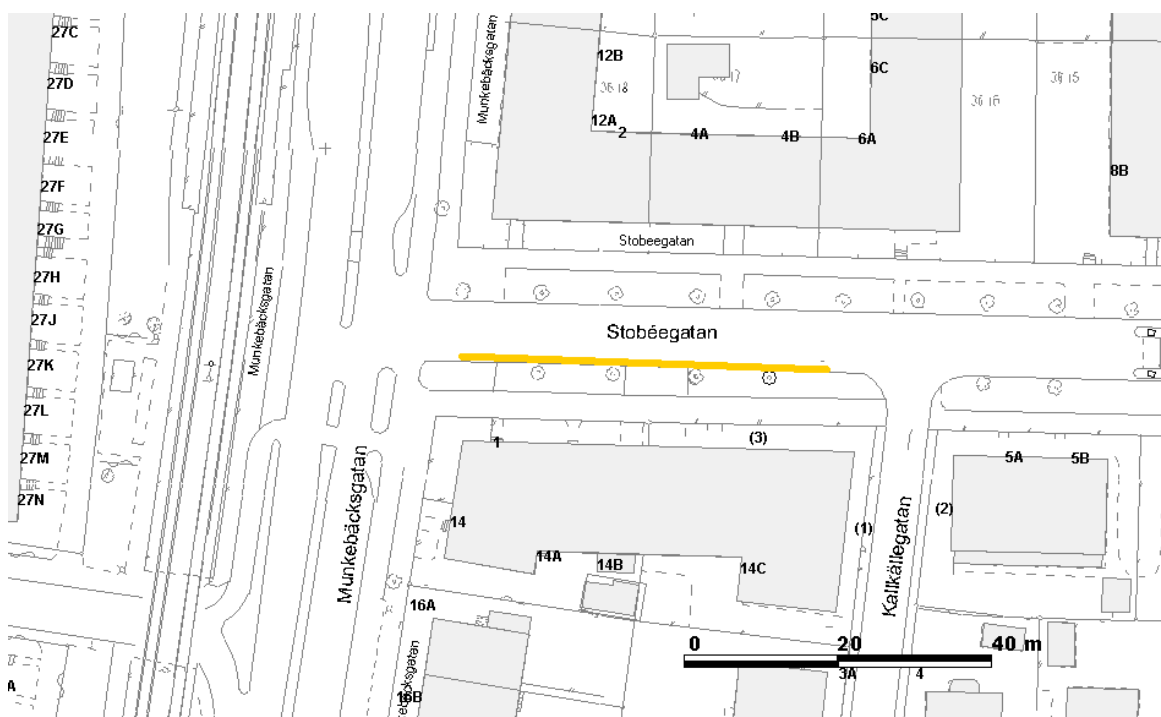 27C
27D
27E
27F
27G
27H
27J
27K
27L
27M
27N
A
Munkebäcksgatan
Munkebäcksgatan
Munkebäcksgatan
12B
12A
2
4A
4B
6A
5C
6C
8B
36 18
36 16
36 15
Stobeegatan
Stobéegatan
1
(3)
14
14A
14B
14C
16A
16B
(1)
(2)
5A
5B
Kallkällegatan
0 20 40 m
3A
4